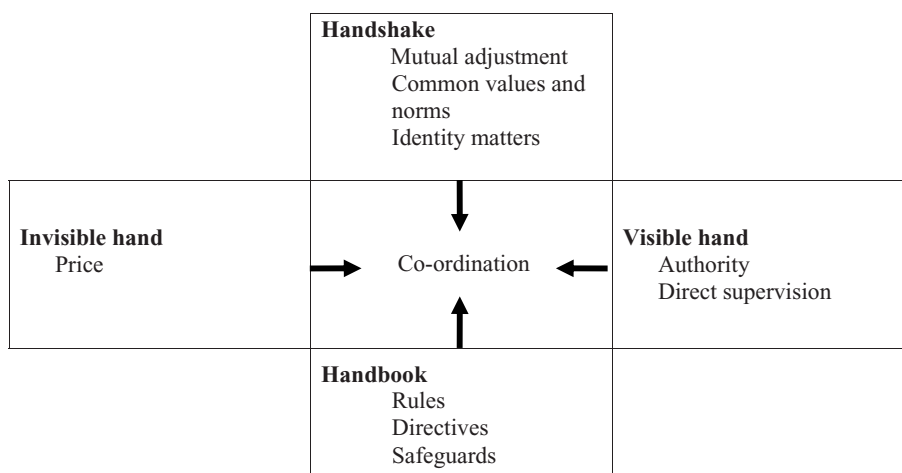 Handshake
Mutual adjustment
Common values and
norms
Identity matters
Invisible hand
Price
Co-ordination
Visible hand
Authority
Direct supervision
Handbook
Rules
Directives
Safeguards